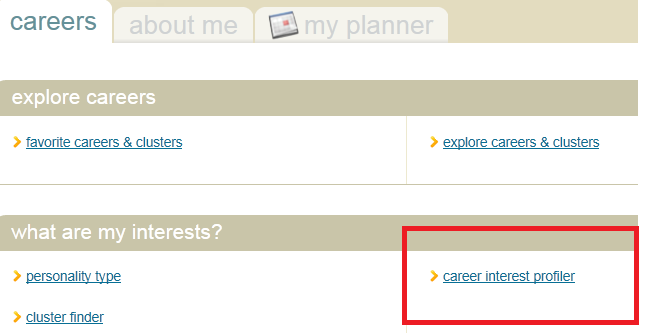 careers about me my planner
explore careers
favorite careers & clusters explore careers & clusters
what are my interests?
personality type career interest profiler
cluster finder